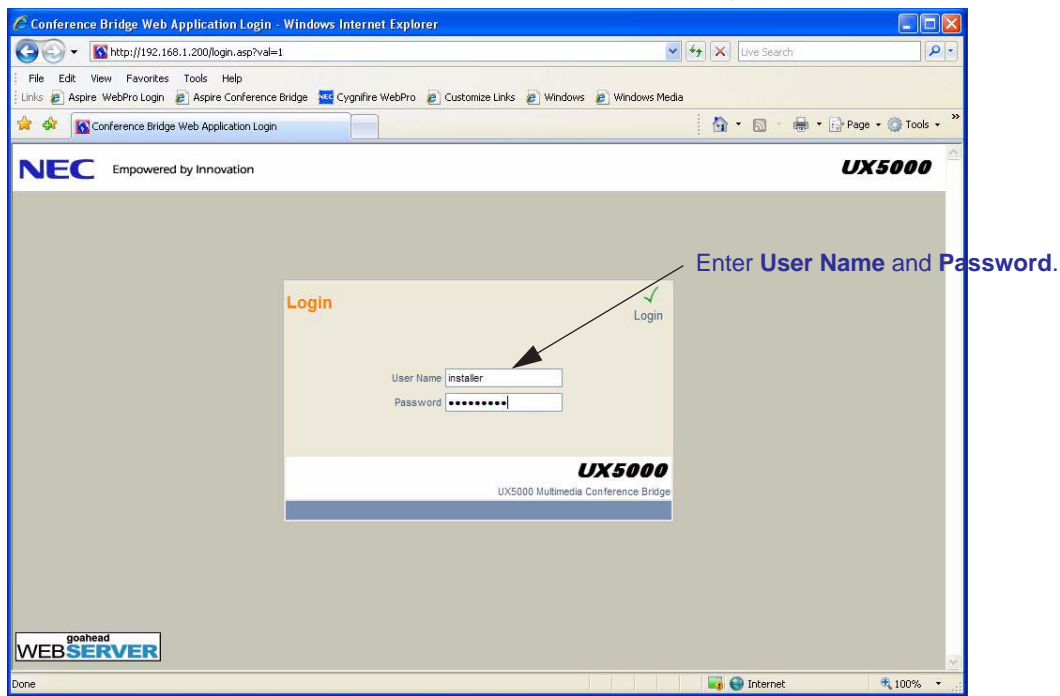 Conference Bridge Web Application Login - Windows Internet Explorer
http://192.168.1.200/login.asp?val=1
Live Search
File Edit View Favorites Tools Help
Links Aspire WebPro Login Aspire Conference Bridge NEC Cygnifire WebPro Customize Links Windows Windows Media
Conference Bridge Web Application Login
Page Tools »
NEC Empowered by Innovation
UX5000
Enter User Name and Password.
Login
Login
User Name installer
Password •••••••••
UX5000
UX5000 Multimedia Conference Bridge
goahead
WEBSERVER
Done
Internet
100%